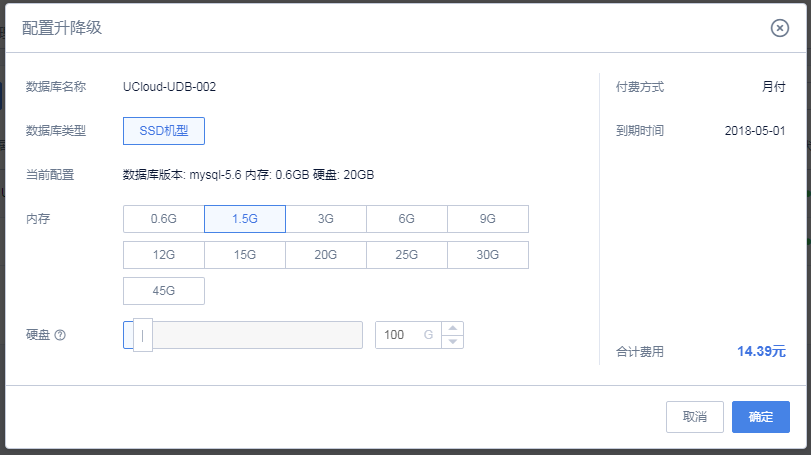 配置升降级
数据库名称 UCloud-UDB-002
数据库类型 SSD机型
当前配置 数据库版本: mysql-5.6 内存: 0.6GB 硬盘: 20GB
内存 0.6G 1.5G 3G 6G 9G
12G 15G 20G 25G 30G
45G
硬盘 ? 100 G
付费方式 月付
到期时间 2018-05-01
合计费用 14.39元
取消 确定